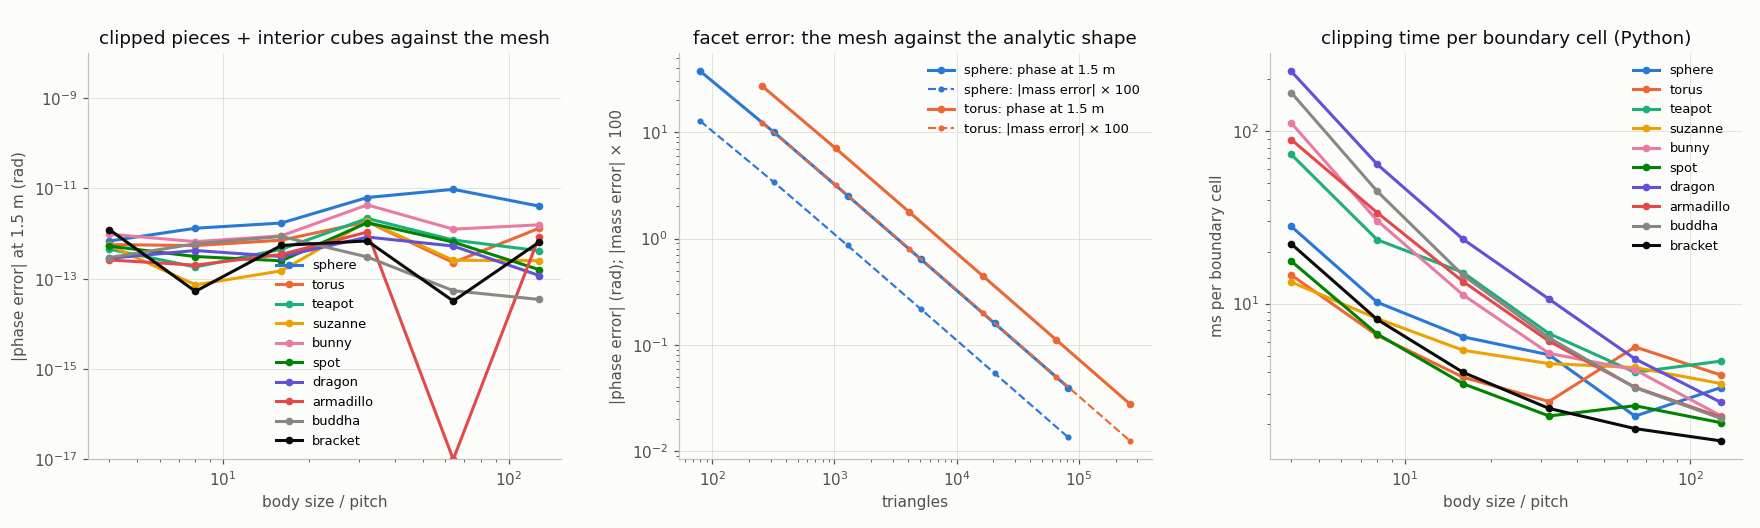 clipped pieces + interior cubes against the mesh
|phase error| at 1.5 m (rad)
10⁻⁹
10⁻¹¹
10⁻¹³
10⁻¹⁵
10⁻¹⁷
sphere
torus
teapot
suzanne
bunny
spot
dragon
armadillo
buddha
bracket
10¹
10²
body size / pitch
facet error: the mesh against the analytic shape
|phase error| (rad); |mass error| × 100
10¹
10⁰
10⁻¹
10⁻²
sphere: phase at 1.5 m
sphere: |mass error| × 100
torus: phase at 1.5 m
torus: |mass error| × 100
10²
10³
10⁴
10⁵
triangles
clipping time per boundary cell (Python)
ms per boundary cell
10²
10¹
sphere
torus
teapot
suzanne
bunny
spot
dragon
armadillo
buddha
bracket
10¹
10²
body size / pitch